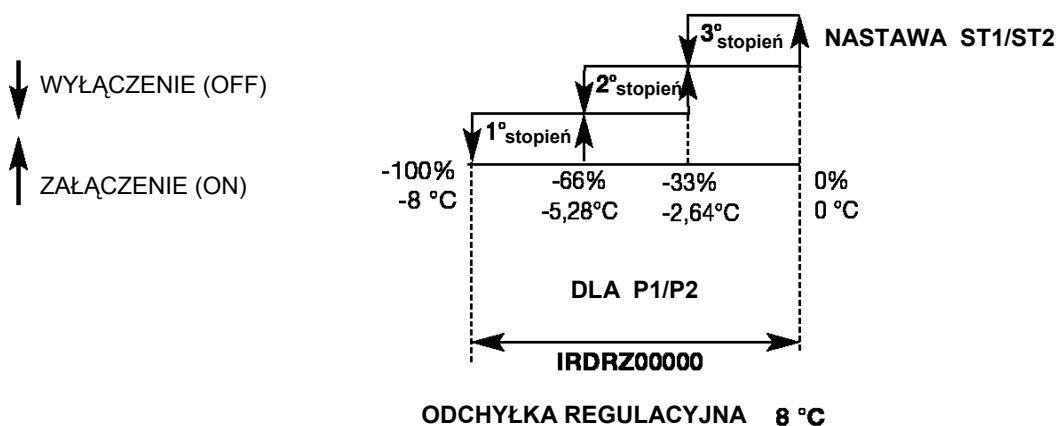 3° stopień
NASTAWA ST1/ST2
WYŁĄCZENIE (OFF)
2° stopień
1° stopień
ZAŁĄCZENIE (ON)
-100% -66% -33% 0%
-8 °C -5,28°C -2,64°C 0 °C
DLA P1/P2
IRDRZ00000
ODCHYŁKA REGULACYJNA 8 °C